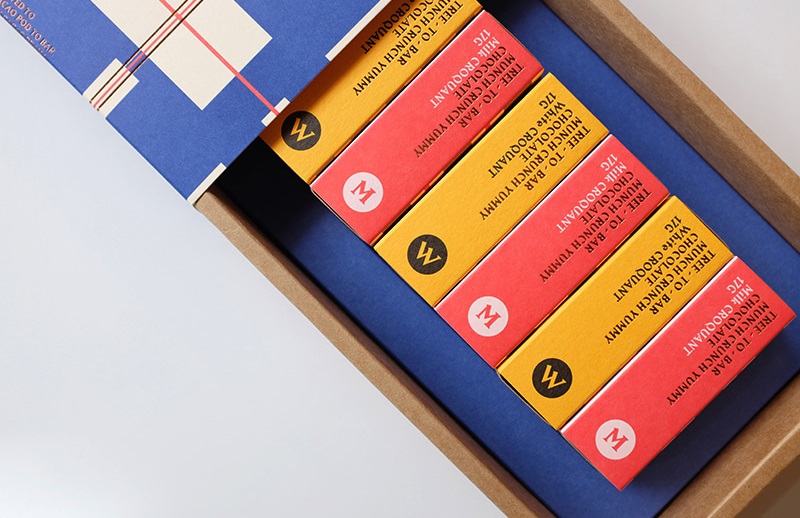 ED TO
CAO POD TO BAR
TREE - TO - BAR
CHOCOLATE
MUNCH CRUNCH YUMMY
CROQUANT
W
TREE - TO - BAR
CHOCOLATE
MUNCH CRUNCH YUMMY
17G
Milk CROQUANT
M
TREE - TO - BAR
CHOCOLATE
MUNCH CRUNCH YUMMY
17G
White CROQUANT
W
TREE - TO - BAR
CHOCOLATE
MUNCH CRUNCH YUMMY
17G
Milk CROQUANT
M
TREE - TO - BAR
CHOCOLATE
MUNCH CRUNCH YUMMY
17G
White CROQUANT
W
TREE - TO - BAR
CHOCOLATE
MUNCH CRUNCH YUMMY
17G
Milk CROQUANT
M